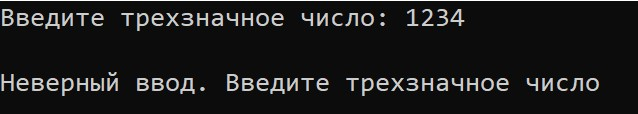 Введите трехзначное число: 1234
Неверный ввод. Введите трехзначное число